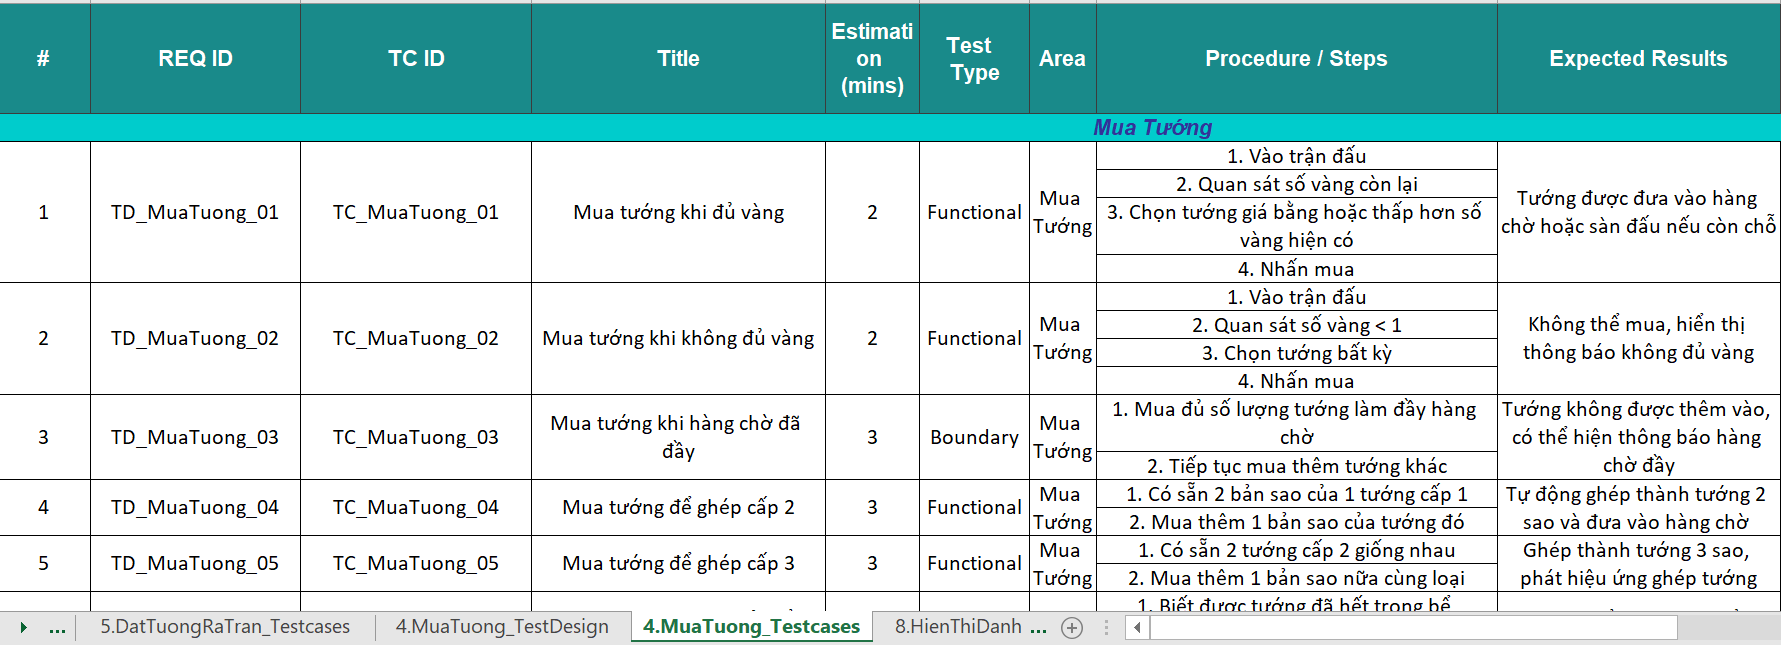 #
REQ ID
TC ID
Title
Estimati
on
(mins)
Test
Type
Area
Procedure / Steps
Expected Results
Mua Tướng
1
TD_MuaTuong_01
TC_MuaTuong_01
Mua tướng khi đủ vàng
2
Functional
Mua
Tướng
1. Vào trận đấu
2. Quan sát số vàng còn lại
3. Chọn tướng giá bằng hoặc thấp hơn số
vàng hiện có
4. Nhấn mua
Tướng được đưa vào hàng
chờ hoặc sàn đấu nếu còn chỗ
2
TD_MuaTuong_02
TC_MuaTuong_02
Mua tướng khi không đủ vàng
2
Functional
Mua
Tướng
1. Vào trận đấu
2. Quan sát số vàng < 1
3. Chọn tướng bất kỳ
4. Nhấn mua
Không thể mua, hiển thị
thông báo không đủ vàng
3
TD_MuaTuong_03
TC_MuaTuong_03
Mua tướng khi hàng chờ đã
đầy
3
Boundary
Mua
Tướng
1. Mua đủ số lượng tướng làm đầy hàng
chờ
2. Tiếp tục mua thêm tướng khác
Tướng không được thêm vào,
có thể hiện thông báo hàng
chờ đầy
4
TD_MuaTuong_04
TC_MuaTuong_04
Mua tướng để ghép cấp 2
3
Functional
Mua
Tướng
1. Có sẵn 2 bản sao của 1 tướng cấp 1
2. Mua thêm 1 bản sao của tướng đó
Tự động ghép thành tướng 2
sao và đưa vào hàng chờ
5
TD_MuaTuong_05
TC_MuaTuong_05
Mua tướng để ghép cấp 3
3
Functional
Mua
Tướng
1. Có sẵn 2 tướng cấp 2 giống nhau
2. Mua thêm 1 bản sao nữa cùng loại
Ghép thành tướng 3 sao,
phát hiệu ứng ghép tướng
1. Biết được tướng đã hết trong bể
...
5.DatTuongRaTran_Testcases
4.MuaTuong_TestDesign
4.MuaTuong_Testcases
8.HienThiDanh ...